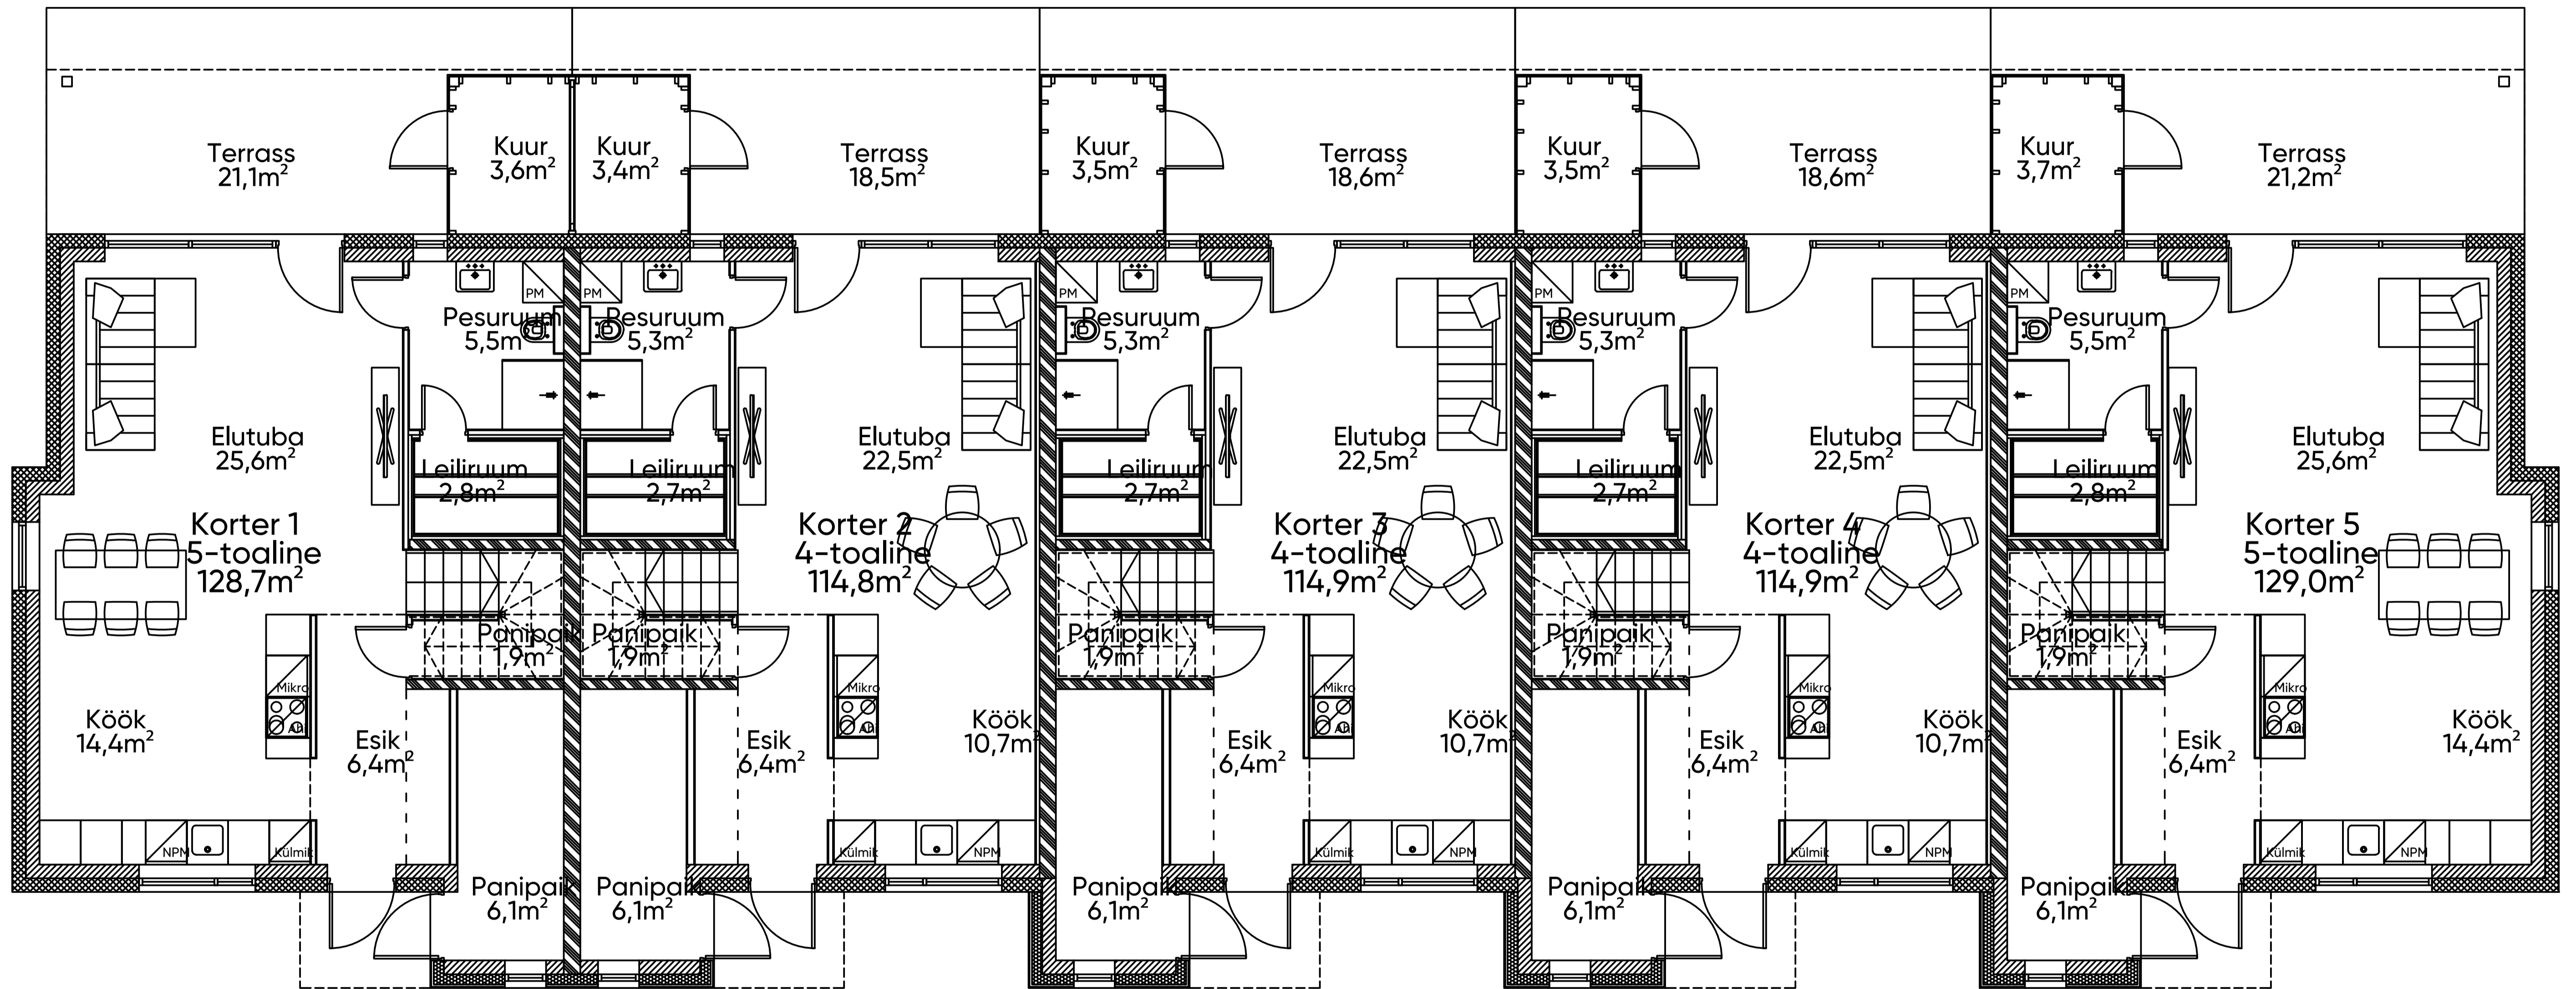 Terrass
21,1m²
Kuur
3,6m²
Kuur
3,4m²
Terrass
18,5m²
Kuur
3,5m²
Terrass
18,6m²
Kuur
3,5m²
Terrass
18,6m²
Kuur
3,7m²
Terrass
21,2m²
PM
PM
PM
PM
PM
Pesuruum
5,5m²
Pesuruum
5,3m²
Pesuruum
5,3m²
Pesuruum
5,3m²
Pesuruum
5,5m²
Elutuba
25,6m²
Leiliruum
2,8m²
Leiliruum
2,7m²
Elutuba
22,5m²
Leiliruum
2,7m²
Elutuba
22,5m²
Leiliruum
2,7m²
Elutuba
22,5m²
Leiliruum
2,8m²
Elutuba
25,6m²
Korter 1
5-toaline
128,7m²
Korter 2
4-toaline
114,8m²
Korter 3
4-toaline
114,9m²
Korter 4
4-toaline
114,9m²
Korter 5
5-toaline
129,0m²
Panipaik
1,9m²
Panipaik
1,9m²
Panipaik
1,9m²
Panipaik
1,9m²
Panipaik
1,9m²
Mikro
Mikro
Mikro
Mikro
Mikro
Ahi
Ahi
Ahi
Ahi
Ahi
Köök
14,4m²
Esik
6,4m²
Esik
6,4m²
Köök
10,7m²
Esik
6,4m²
Köök
10,7m²
Esik
6,4m²
Köök
10,7m²
Esik
6,4m²
Köök
14,4m²
NPM
Külmik
Külmik
NPM
Külmik
NPM
Külmik
NPM
Külmik
NPM
Panipaik
6,1m²
Panipaik
6,1m²
Panipaik
6,1m²
Panipaik
6,1m²
Panipaik
6,1m²